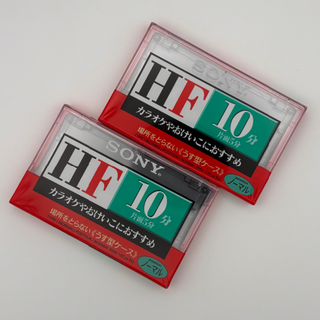 SONY
HF 10分
片面5分
カラオケやおけいこにおすすめ
場所をとらない《うす型ケース》
ノーマル
SONY
HF 10分
片面5分
カラオケやおけいこにおすすめ
場所をとらない《うす型ケース》
ノーマル